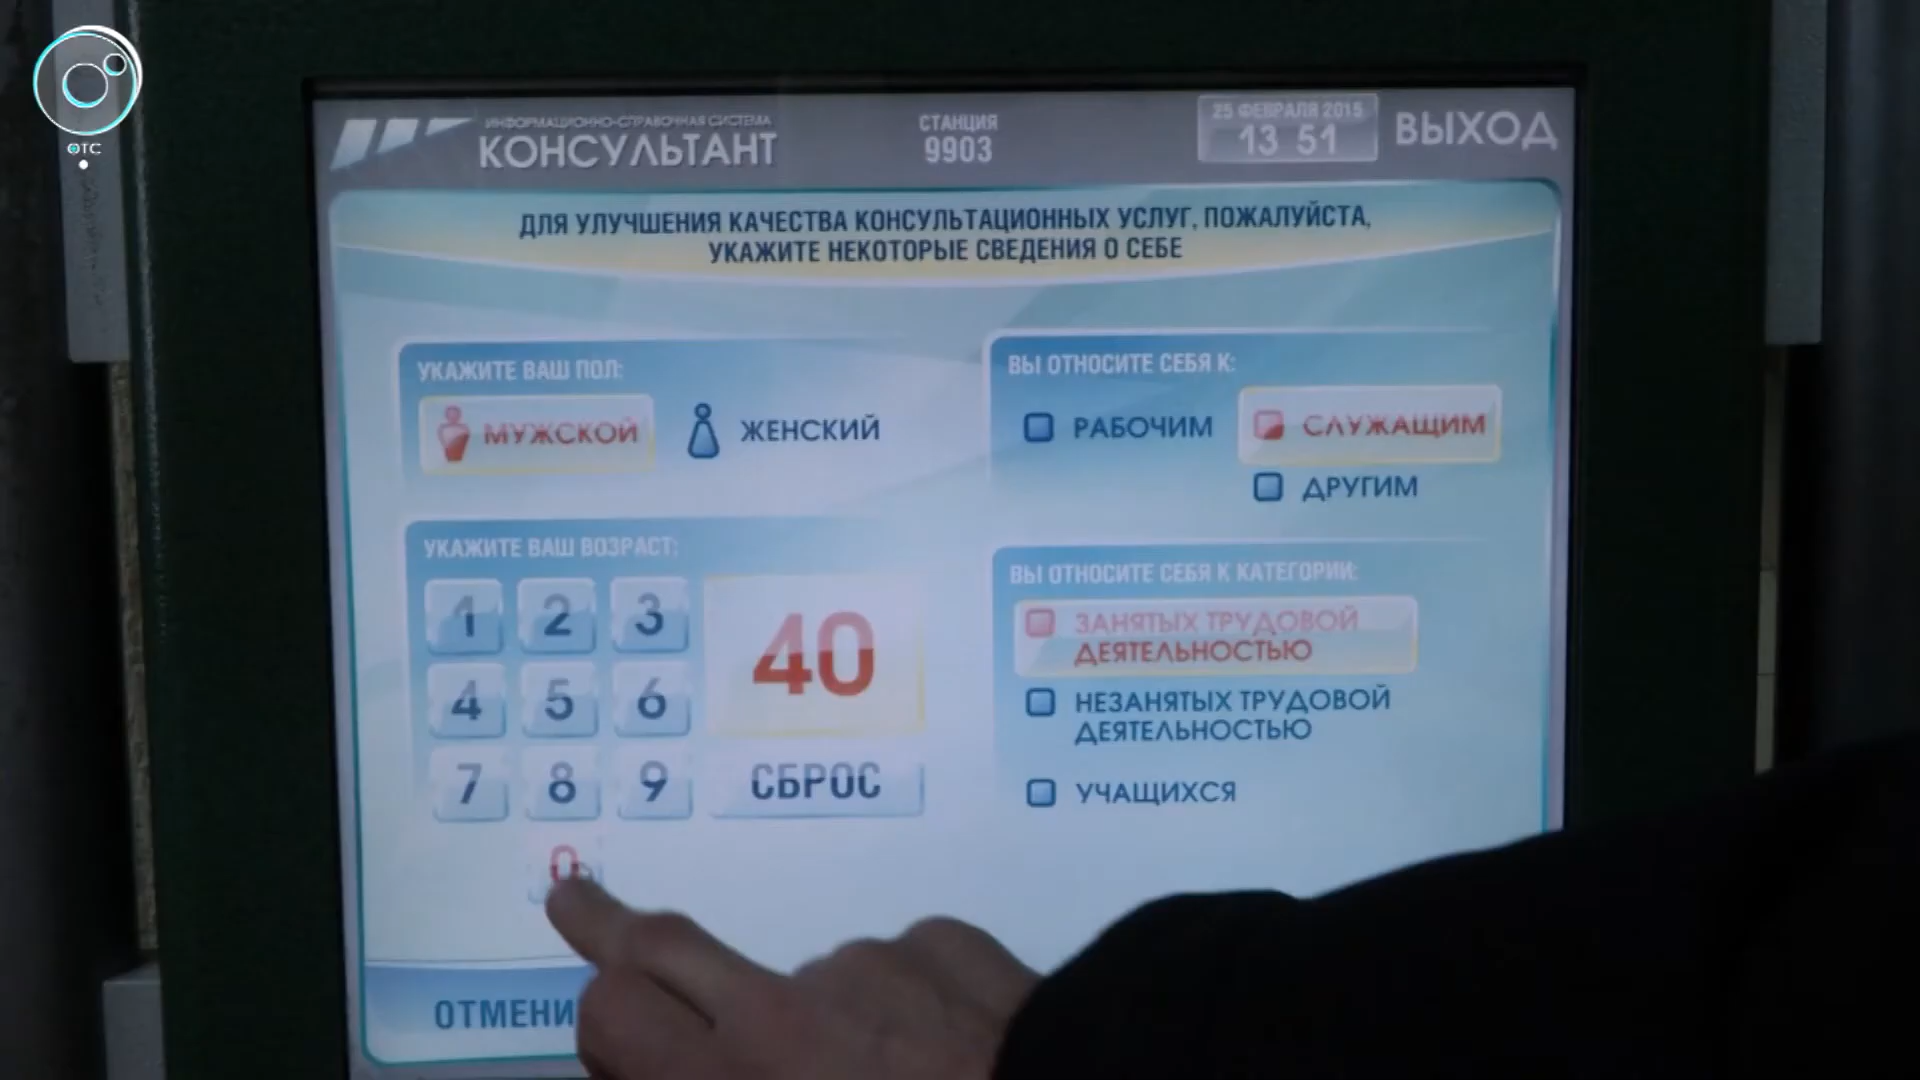 ОТС
ИНФОРМАЦИОННО-СПРАВОЧНАЯ СИСТЕМА
КОНСУЛЬТАНТ
СТАНЦИЯ
9903
25 ФЕВРАЛЯ 2015
13 51
ВЫХОД
ДЛЯ УЛУЧШЕНИЯ КАЧЕСТВА КОНСУЛЬТАЦИОННЫХ УСЛУГ, ПОЖАЛУЙСТА,
УКАЖИТЕ НЕКОТОРЫЕ СВЕДЕНИЯ О СЕБЕ
УКАЖИТЕ ВАШ ПОЛ:
МУЖСКОЙ ЖЕНСКИЙ
ВЫ ОТНОСИТЕ СЕБЯ К:
РАБОЧИМ СЛУЖАЩИМ
ДРУГИМ
УКАЖИТЕ ВАШ ВОЗРАСТ:
1 2 3
4 5 6
7 8 9
0
40
СБРОС
ВЫ ОТНОСИТЕ СЕБЯ К КАТЕГОРИИ:
ЗАНЯТЫХ ТРУДОВОЙ
ДЕЯТЕЛЬНОСТЬЮ
НЕЗАНЯТЫХ ТРУДОВОЙ
ДЕЯТЕЛЬНОСТЬЮ
УЧАЩИХСЯ
ОТМЕНИ